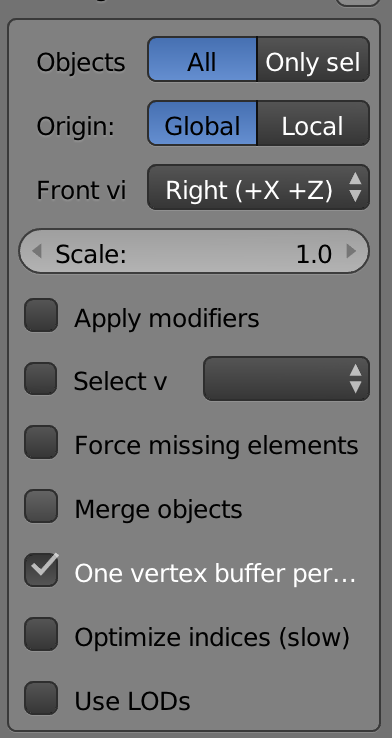 Objects All Only sel
Origin: Global Local
Front vi Right (+X +Z)
Scale: 1.0
Apply modifiers
Select v
Force missing elements
Merge objects
One vertex buffer per...
Optimize indices (slow)
Use LODs